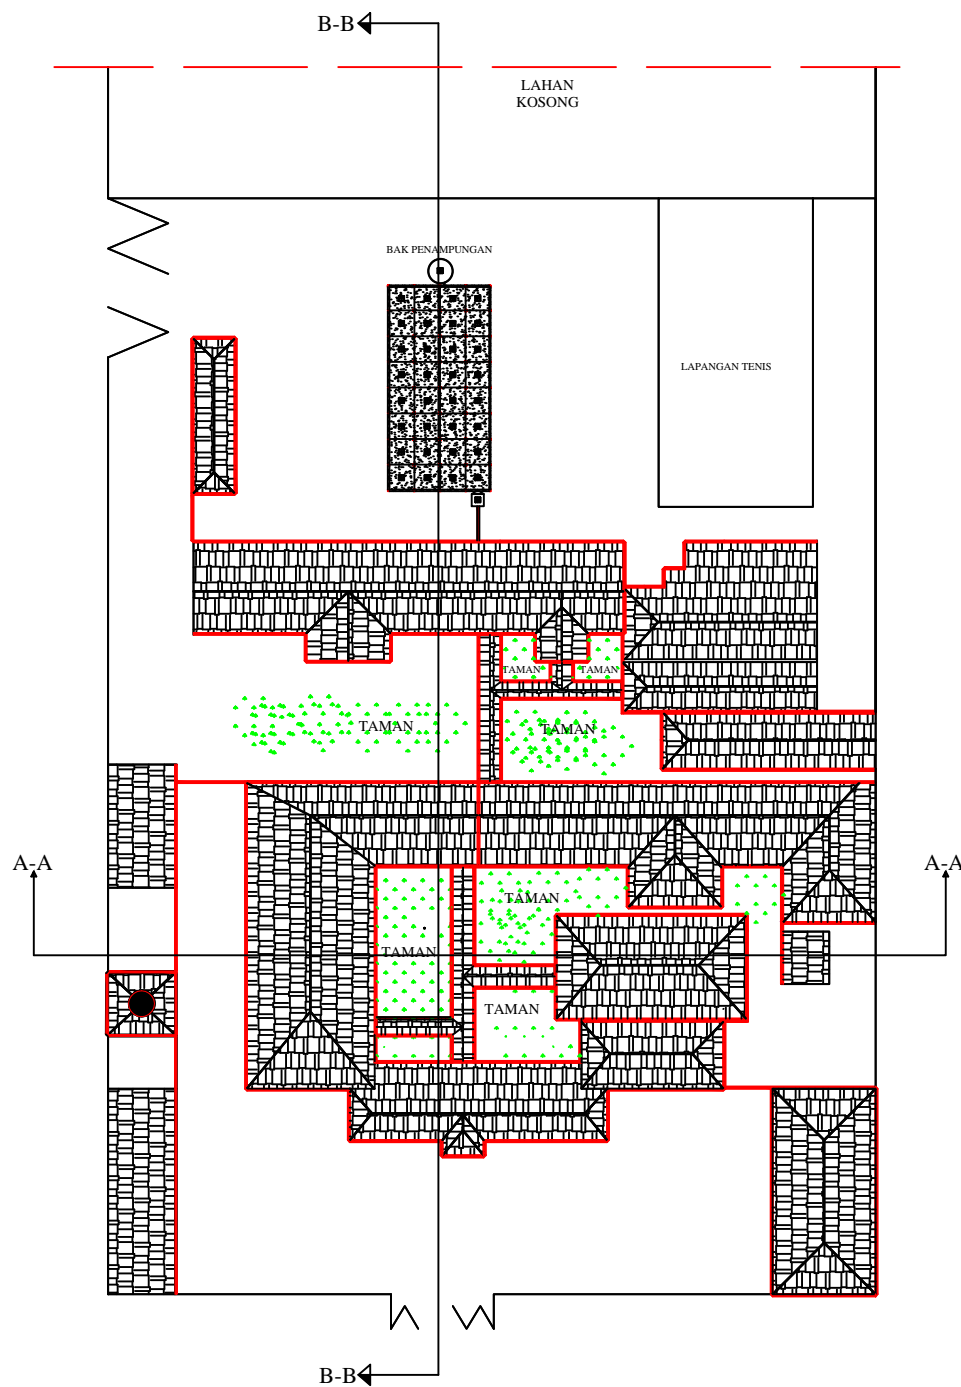 B-B
LAHAN
KOSONG
BAK PENAMPUNGAN
LAPANGAN TENIS
TAMAN
TAMAN
TAMAN
TAMAN
A-A
A-A
TAMAN
TAMAN
TAMAN
B-B